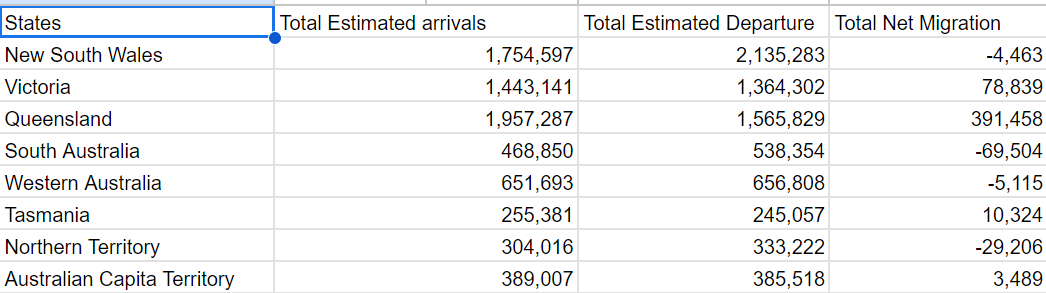 States Total Estimated arrivals Total Estimated Departure Total Net Migration
New South Wales 1,754,597 2,135,283 -4,463
Victoria 1,443,141 1,364,302 78,839
Queensland 1,957,287 1,565,829 391,458
South Australia 468,850 538,354 -69,504
Western Australia 651,693 656,808 -5,115
Tasmania 255,381 245,057 10,324
Northern Territory 304,016 333,222 -29,206
Australian Capita Territory 389,007 385,518 3,489